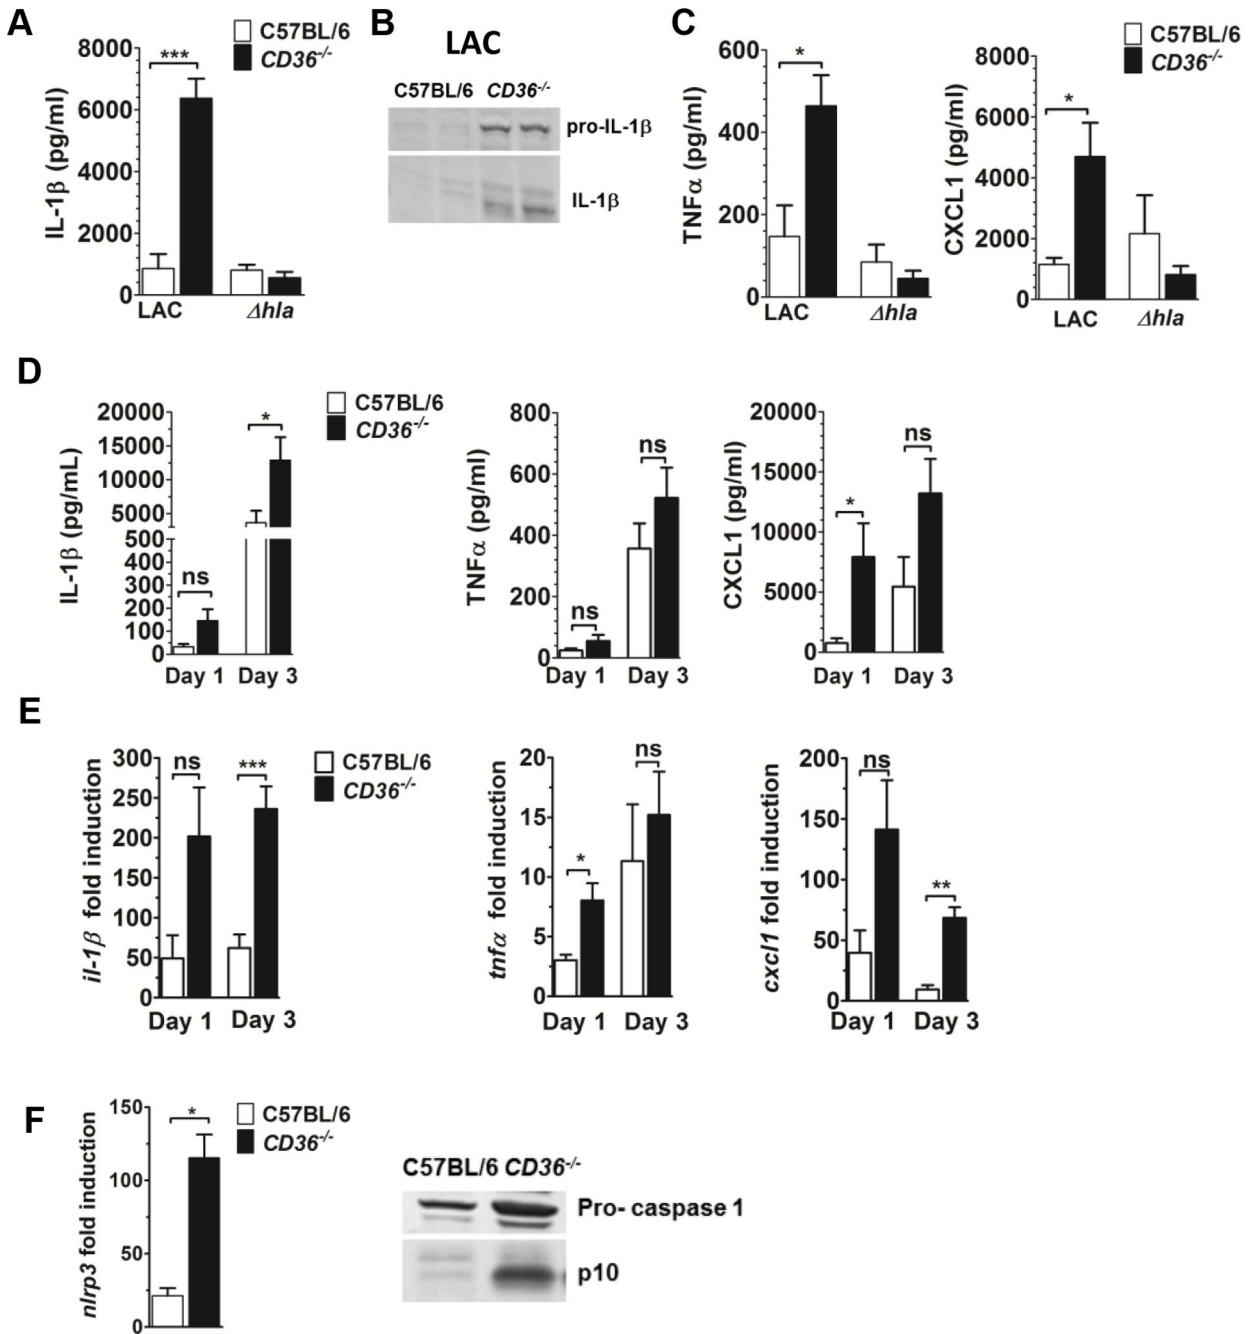 A
C57BL/6
CD36-/-
IL-1β (pg/ml)
8000
6000
4000
2000
0
***
LAC
Δhla
B
LAC
C57BL/6 CD36-/-
pro-IL-1β
IL-1β
C
C57BL/6
CD36-/-
TNFα (pg/ml)
600
400
200
0
*
LAC
Δhla
CXCL1 (pg/ml)
8000
6000
4000
2000
0
*
LAC
Δhla
D
C57BL/6
CD36-/-
IL-1β (pg/mL)
20000
15000
10000
5000
500
400
300
200
100
0
ns
*
Day 1 Day 3
TNFα (pg/ml)
800
600
400
200
0
ns
ns
Day 1 Day 3
CXCL1 (pg/ml)
20000
15000
10000
5000
0
*
ns
Day 1 Day 3
E
C57BL/6
CD36-/-
il-1β fold induction
300
250
200
150
100
50
0
ns
***
Day 1 Day 3
tnfα fold induction
20
15
10
5
0
*
ns
Day 1 Day 3
cxcl1 fold induction
200
150
100
50
0
ns
**
Day 1 Day 3
F
C57BL/6
CD36-/-
nlrp3 fold induction
150
100
50
0
*
C57BL/6 CD36-/-
Pro- caspase 1
p10